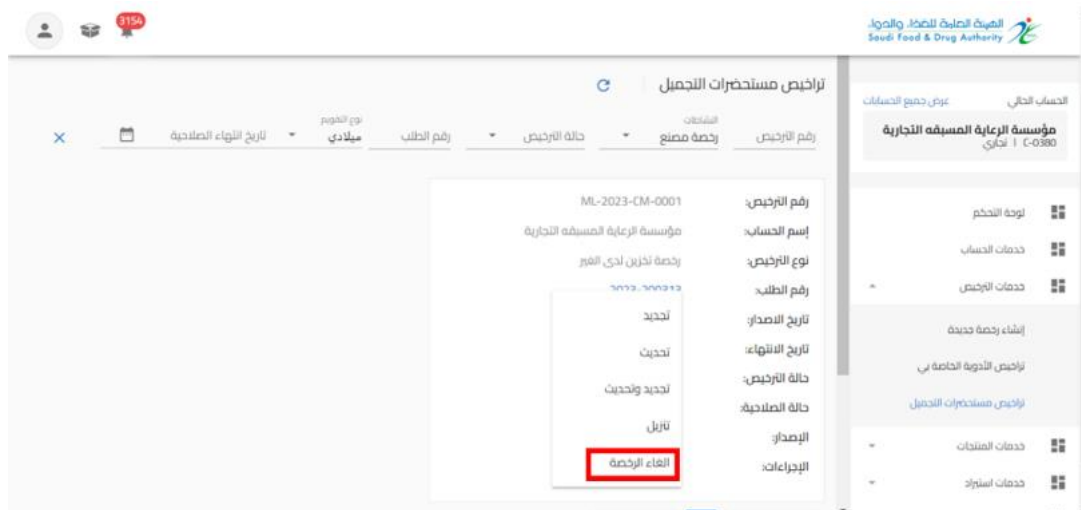 3154
الهيئة العامة للغذاء والدواء
Saudi Food & Drug Authority
الحساب الحالي
عرض جميع الحسابات
مؤسسة الرعاية المسبقه التجارية
C-0380 | تجاري
لوحة التحكم
خدمات الحساب
خدمات الترخيص
إنشاء رخصة جديدة
تراخيص الأدوية الخاصة بي
تراخيص مستحضرات التجميل
خدمات المنتجات
خدمات استيراد
تراخيص مستحضرات التجميل
رقم الترخيص
النشاطات
رخصة مصنع
حالة الترخيص
رقم الطلب
نوع التقويم
ميلادي
تاريخ انتهاء الصلاحية
رقم الترخيص: ML-2023-CM-0001
إسم الحساب: مؤسسة الرعاية المسبقه التجارية
نوع الترخيص: رخصة تخزين لدى الغير
رقم الطلب: 2023-200313
تاريخ الاصدار:
تاريخ الانتهاء:
حالة الترخيص:
حالة الصلاحية:
الإصدار:
الإجراءات:
تجديد
تحديث
تجديد وتحديث
تنزيل
الغاء الرخصة